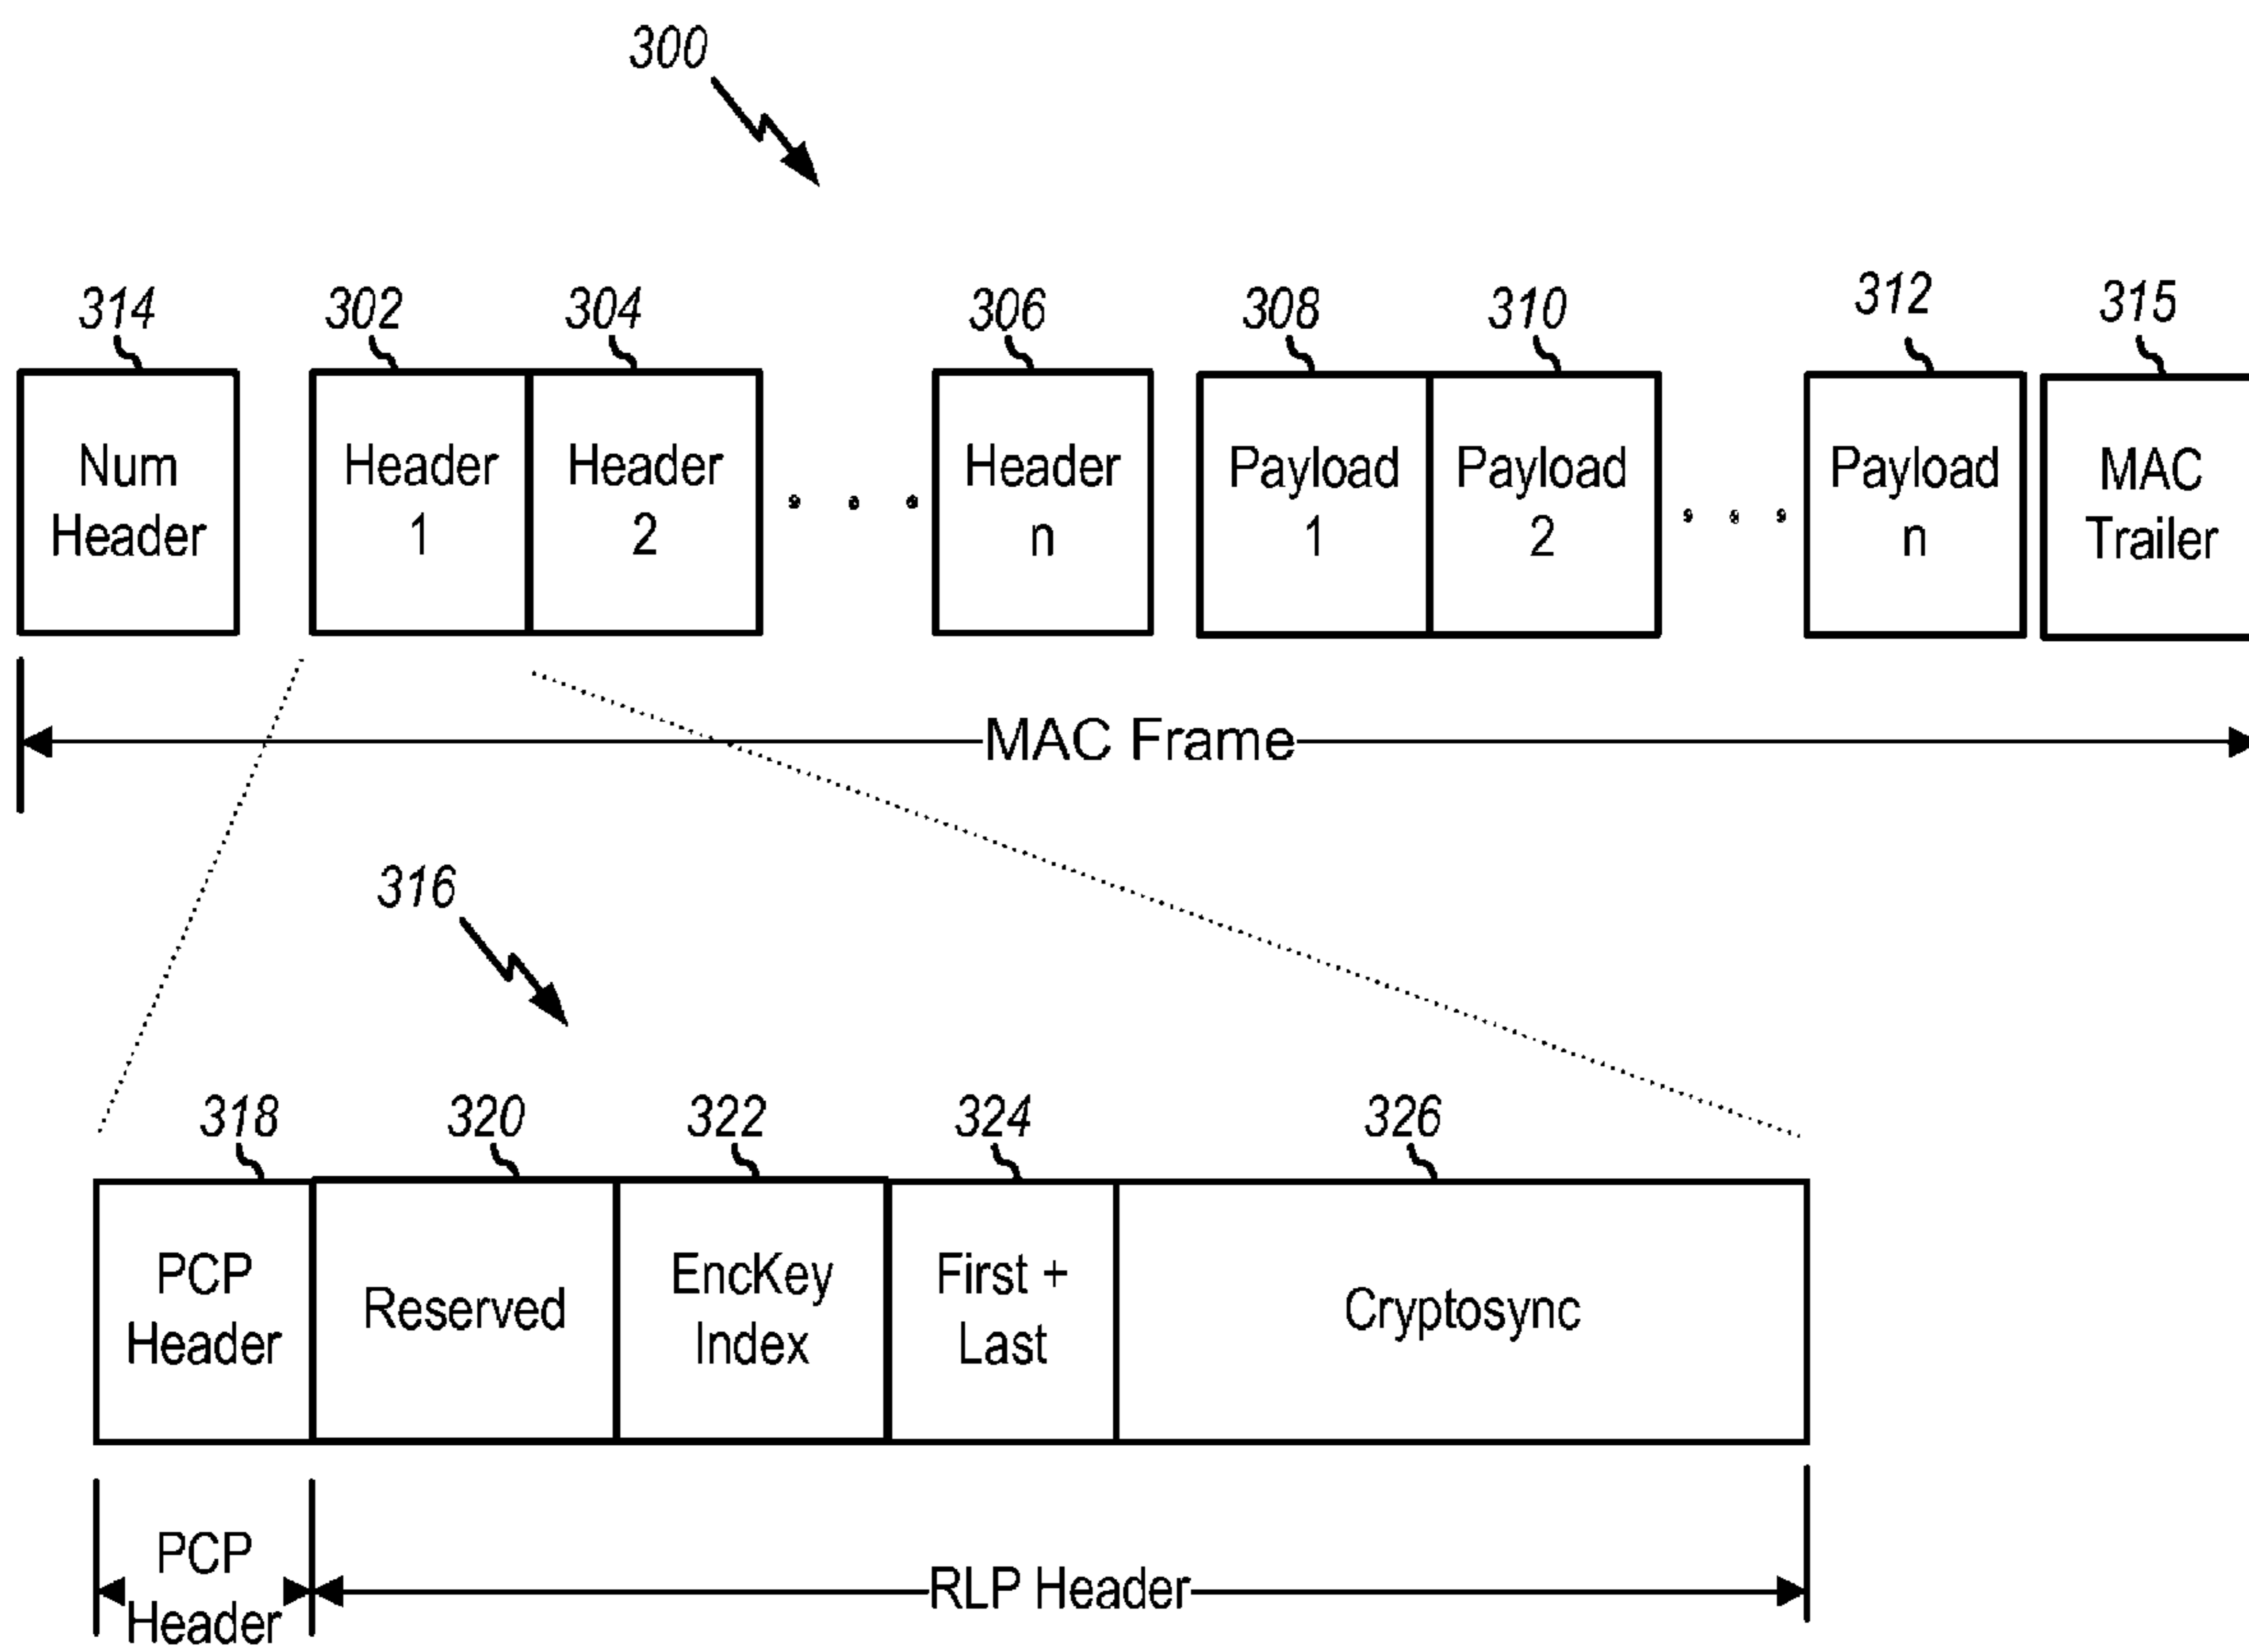 300
314 302 304 306 308 310 312 315
Num Header Header Payload Payload Payload MAC
Header 1 2 Header n 1 2 n Trailer
MAC Frame
316
318 320 322 324 326
PCP Header Reserved EncKey Index First + Last Cryptosync
PCP Header
RLP Header